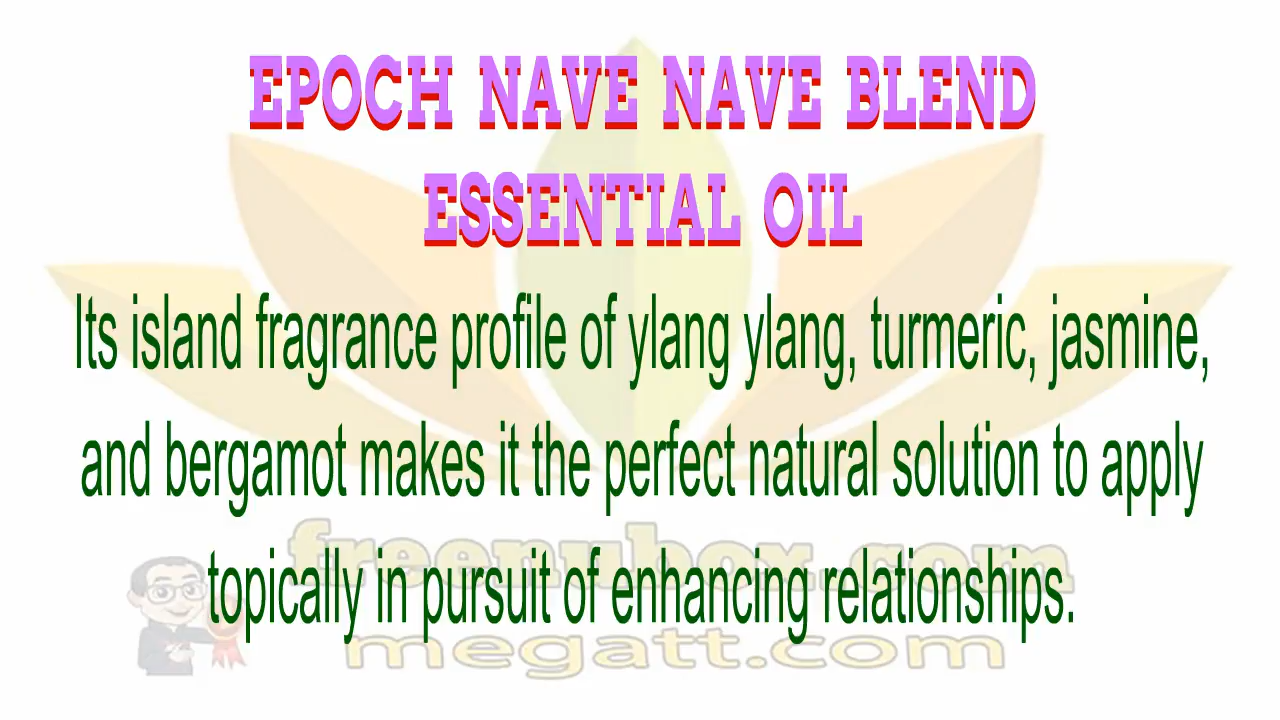 EPOCH NAVE NAVE BLEND
ESSENTIAL OIL
Its island fragrance profile of ylang ylang, turmeric, jasmine,
and bergamot makes it the perfect natural solution to apply
freenubox.com
topically in pursuit of enhancing relationships.
megatt.com